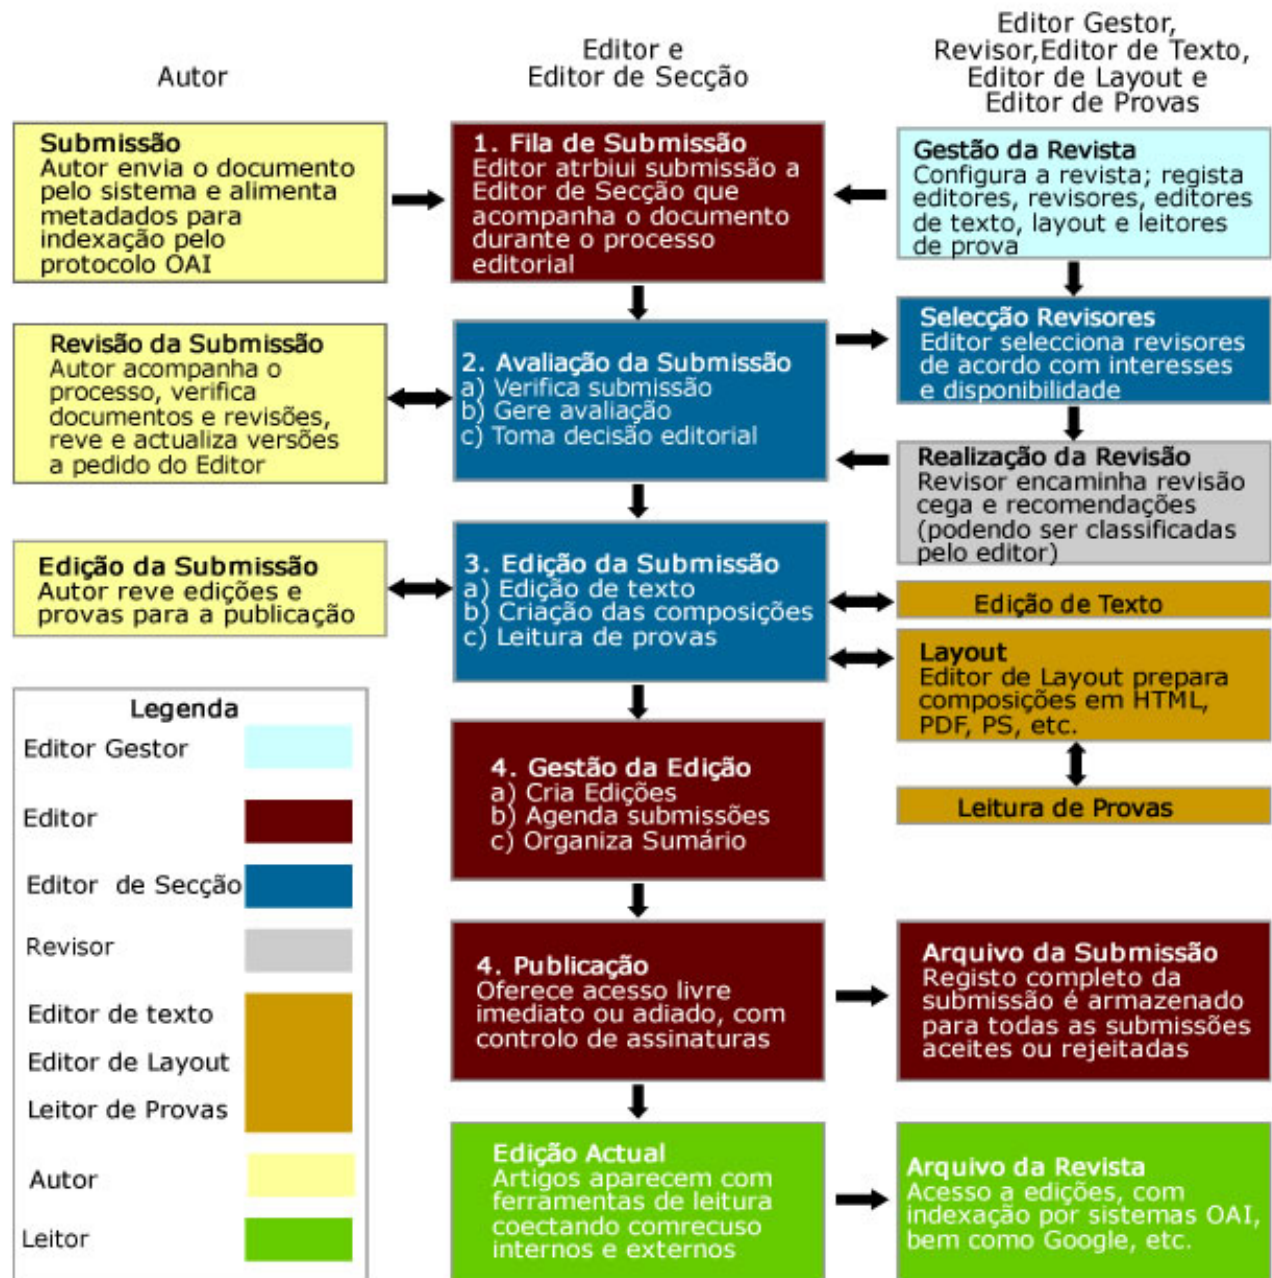 Autor
Editor e
Editor de Secção
Editor Gestor,
Revisor,Editor de Texto,
Editor de Layout e
Editor de Provas
Submissão
Autor envia o documento
pelo sistema e alimenta
metadados para
indexação pelo
protocolo OAI
1. Fila de Submissão
Editor atrbiui submissão a
Editor de Secção que
acompanha o documento
durante o processo
editorial
Gestão da Revista
Configura a revista; regista
editores, revisores, editores
de texto, layout e leitores
de prova
Revisão da Submissão
Autor acompanha o
processo, verifica
documentos e revisões,
reve e actualiza versões
a pedido do Editor
2. Avaliação da Submissão
a) Verifica submissão
b) Gere avaliação
c) Toma decisão editorial
Selecção Revisores
Editor selecciona revisores
de acordo com interesses
e disponibilidade
Realização da Revisão
Revisor encaminha revisão
cega e recomendações
(podendo ser classificadas
pelo editor)
Edição da Submissão
Autor reve edições e
provas para a publicação
3. Edição da Submissão
a) Edição de texto
b) Criação das composições
c) Leitura de provas
Edição de Texto
Layout
Editor de Layout prepara
composições em HTML,
PDF, PS, etc.
Leitura de Provas
4. Gestão da Edição
a) Cria Edições
b) Agenda submissões
c) Organiza Sumário
4. Publicação
Oferece acesso livre
imediato ou adiado, com
controlo de assinaturas
Arquivo da Submissão
Registo completo da
submissão é armazenado
para todas as submissões
aceites ou rejeitadas
Edição Actual
Artigos aparecem com
ferramentas de leitura
coectando comrecuso
internos e externos
Arquivo da Revista
Acesso a edições, com
indexação por sistemas OAI,
bem como Google, etc.
Legenda
Editor Gestor
Editor
Editor de Secção
Revisor
Editor de texto
Editor de Layout
Leitor de Provas
Autor
Leitor